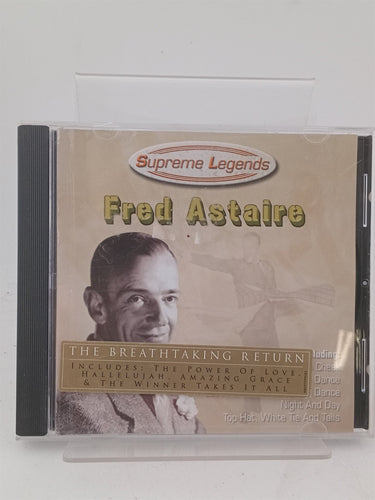 Supreme Legends
Fred Astaire
THE BREATHTAKING RETURN
INCLUDES: THE POWER OF LOVE,
HALLELUJAH, AMAZING GRACE
& THE WINNER TAKES IT ALL
Dance
Dance
Night And Day
Top Hat, White Tie And Tails